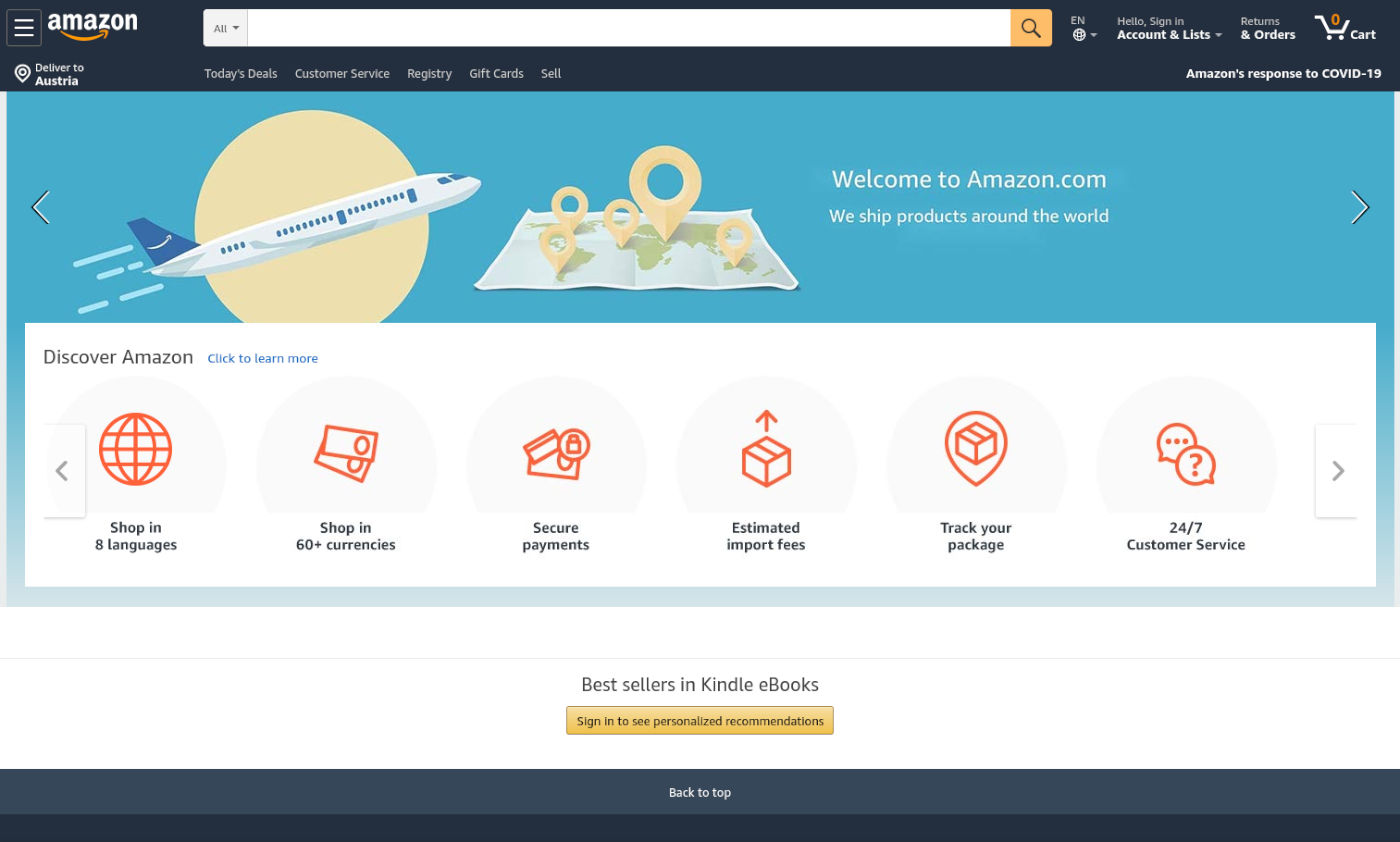 amazon
All
EN
Hello, Sign in
Account & Lists
Returns
& Orders
0
Cart
Deliver to
Austria
Today's Deals
Customer Service
Registry
Gift Cards
Sell
Amazon's response to COVID-19
Welcome to Amazon.com
We ship products around the world
Discover Amazon
Click to learn more
Shop in
8 languages
Shop in
60+ currencies
Secure
payments
Estimated
import fees
Track your
package
24/7
Customer Service
Best sellers in Kindle eBooks
Sign in to see personalized recommendations
Back to top